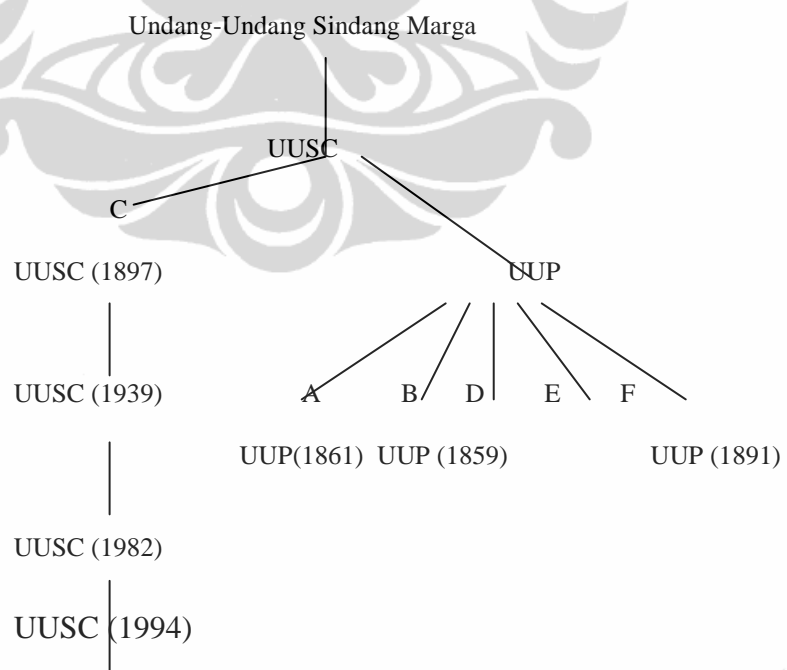 Undang-Undang Sindang Marga
UUSC
C
UUSC (1897)
UUP
UUSC (1939)
A B D E F
UUP(1861) UUP (1859) UUP (1891)
UUSC (1982)
UUSC (1994)